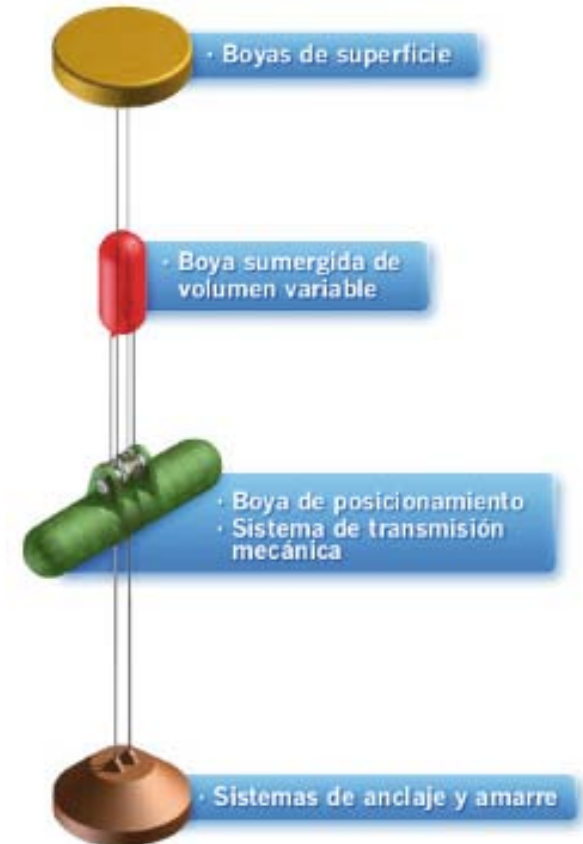 · Boyas de superficie
· Boya sumergida de
volumen variable
· Boya de posicionamiento
· Sistema de transmisión
mecánica
· Sistemas de anclaje y amarre